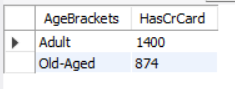 AgeBrackets HasCrCard
Adult 1400
Old-Aged 874